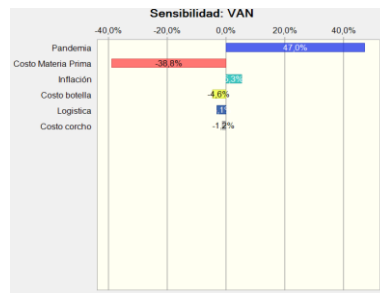 Sensibilidad: VAN
-40,0% -20,0% 0,0% 20,0% 40,0%
Pandemia 47,0%
Costo Materia Prima -38,8%
Inflación
Costo botella -4,6%
Logistica
Costo corcho -1,2%